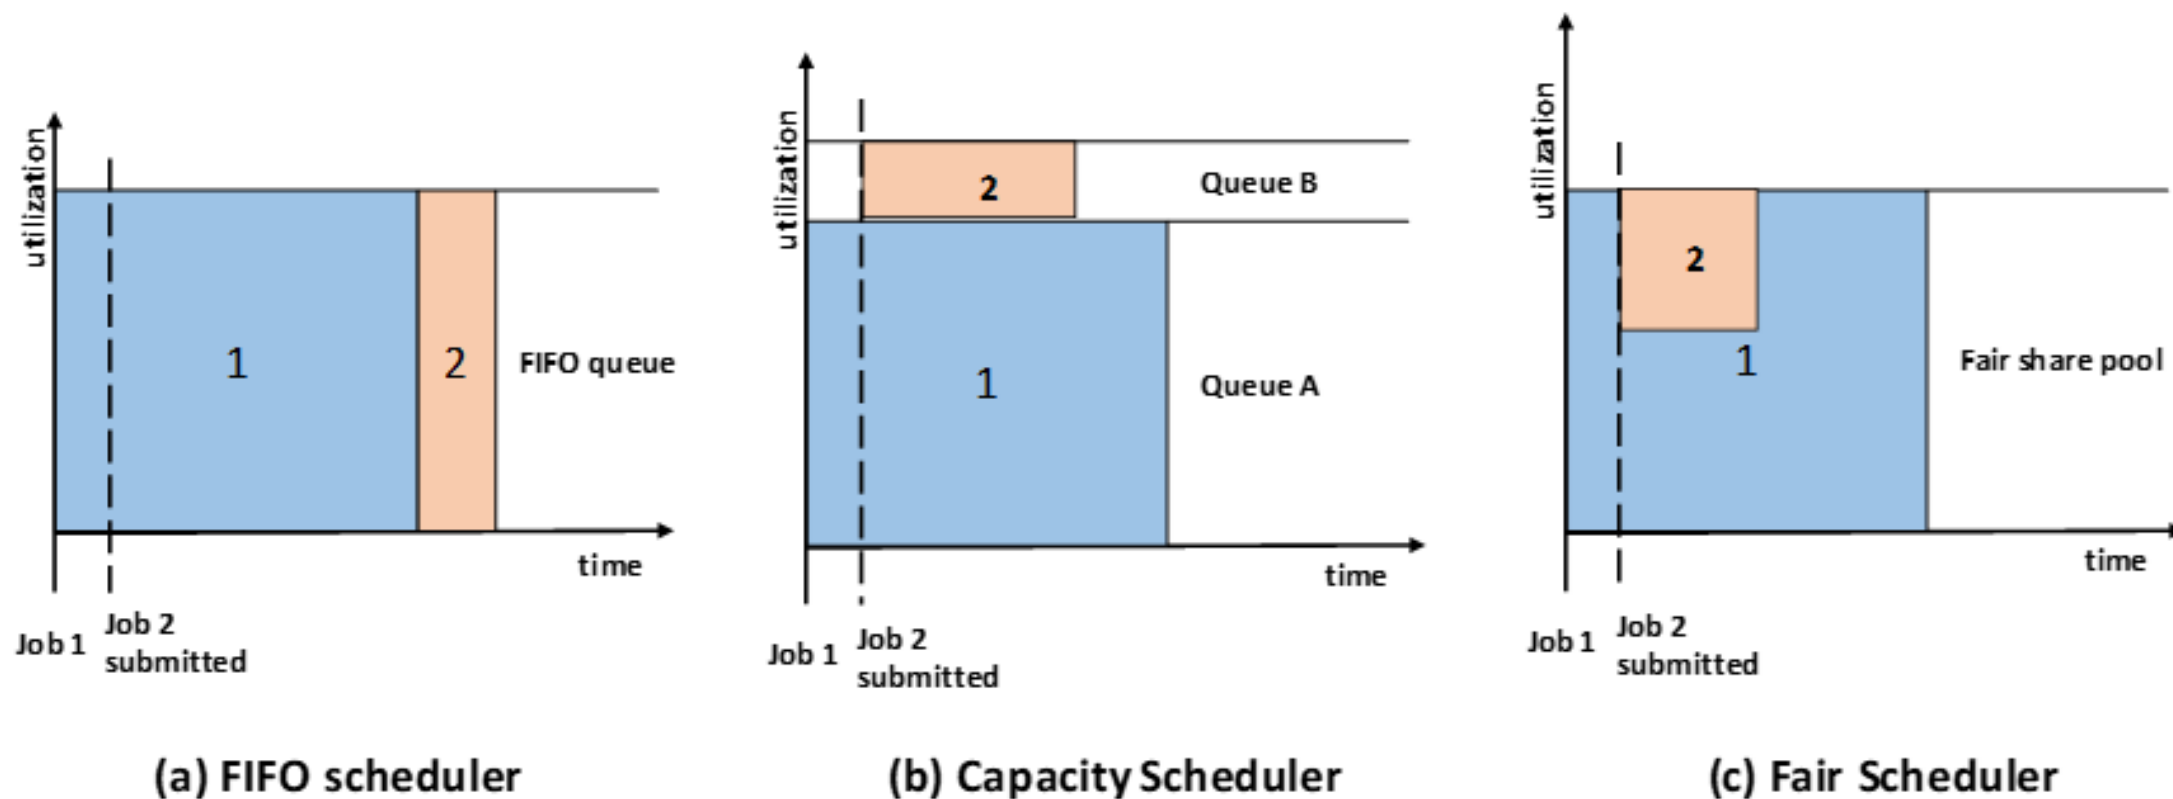 utilization
1
2
FIFO queue
time
Job 1
Job 2
submitted
(a) FIFO scheduler
utilization
2
Queue B
1
Queue A
time
Job 1
Job 2
submitted
(b) Capacity Scheduler
utilization
2
1
Fair share pool
time
Job 1
Job 2
submitted
(c) Fair Scheduler